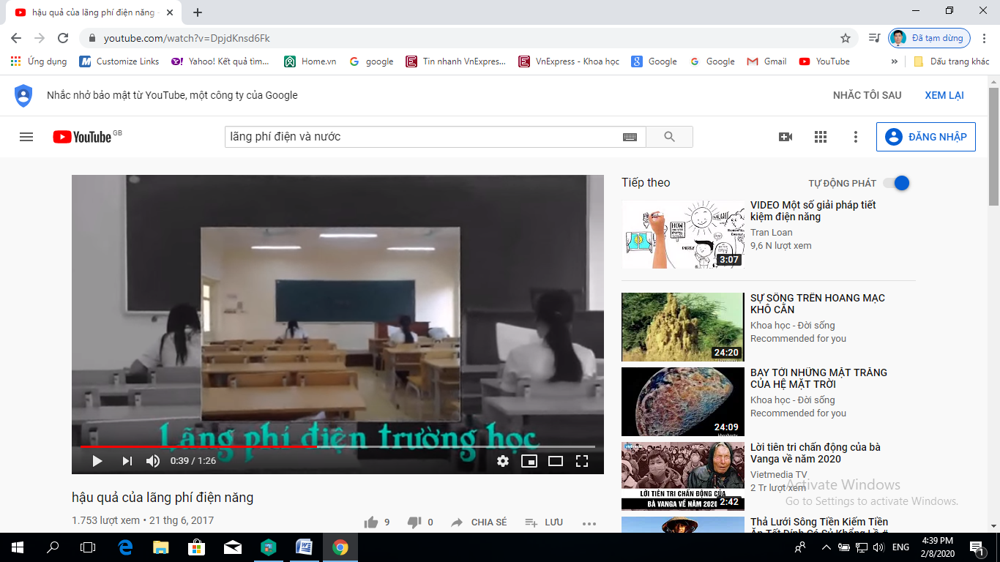 hậu quả của lãng phí điện năng -
youtube.com/watch?v=DpjdKnsd6Fk
Đã tạm dừng
Ứng dụng
Customize Links
Yahoo! Kết quả tìm...
Home.vn
google
Tin nhanh VnExpres...
VnExpress - Khoa học
Google
Google
Gmail
YouTube
»
Dấu trang khác
Nhắc nhở bảo mật từ YouTube, một công ty của Google
NHẮC TÔI SAU
XEM LẠI
YouTube GB
lãng phí điện và nước
ĐĂNG NHẬP
Lãng phí điện trường học
0:39 / 1:26
hậu quả của lãng phí điện năng
1.753 lượt xem • 21 thg 6, 2017
9
0
CHIA SẺ
LƯU
Tiếp theo
TỰ ĐỘNG PHÁT
3:07
VIDEO Một số giải pháp tiết
kiệm điện năng
Tran Loan
9,6 N lượt xem
24:20
SỰ SỐNG TRÊN HOANG MẠC
KHÔ CẰN
Khoa học - Đời sống
Recommended for you
24:09
BAY TỚI NHỮNG MẶT TRĂNG
CỦA HỆ MẶT TRỜI
Khoa học - Đời sống
Recommended for you
LỜI TIÊN TRI CHẤN ĐỘNG CỦA
BÀ VANGA VỀ NĂM 2020
2:42
Lời tiên tri chấn động của bà
Vanga về năm 2020
Vietmedia TV
2 Tr lượt xem
Activate Windows
Go to Settings to activate Windows.
Thả Lưới Sông Tiền Kiếm Tiền
ENG
4:39 PM
2/8/2020
1